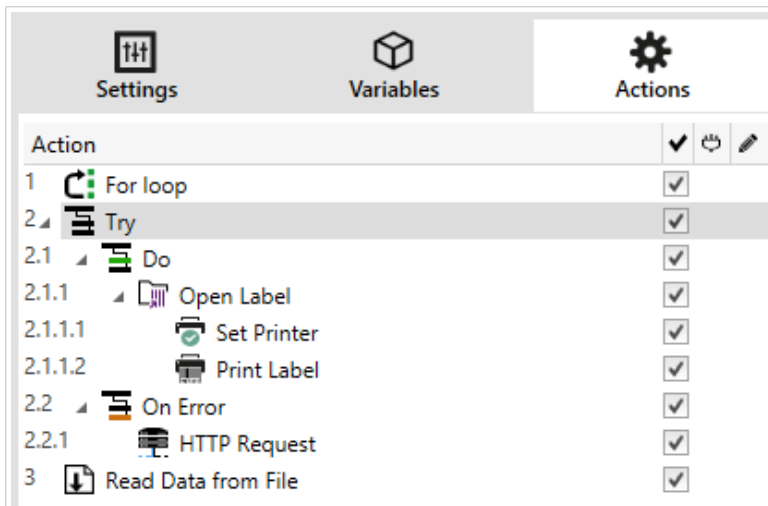 Settings Variables Actions
Action
1 For loop
2 Try
2.1 Do
2.1.1 Open Label
2.1.1.1 Set Printer
2.1.1.2 Print Label
2.2 On Error
2.2.1 HTTP Request
3 Read Data from File